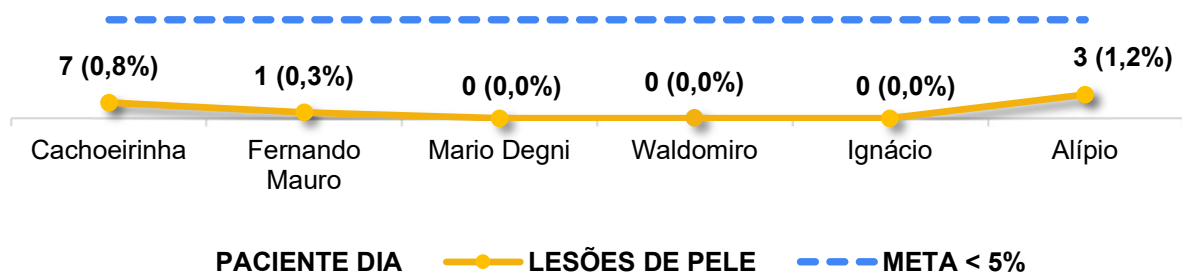 7 (0,8%)
1 (0,3%)
0 (0,0%)
0 (0,0%)
0 (0,0%)
3 (1,2%)
Cachoeirinha
Fernando
Mauro
Mario Degni
Waldomiro
Ignácio
Alípio
PACIENTE DIA
LESÕES DE PELE
META < 5%